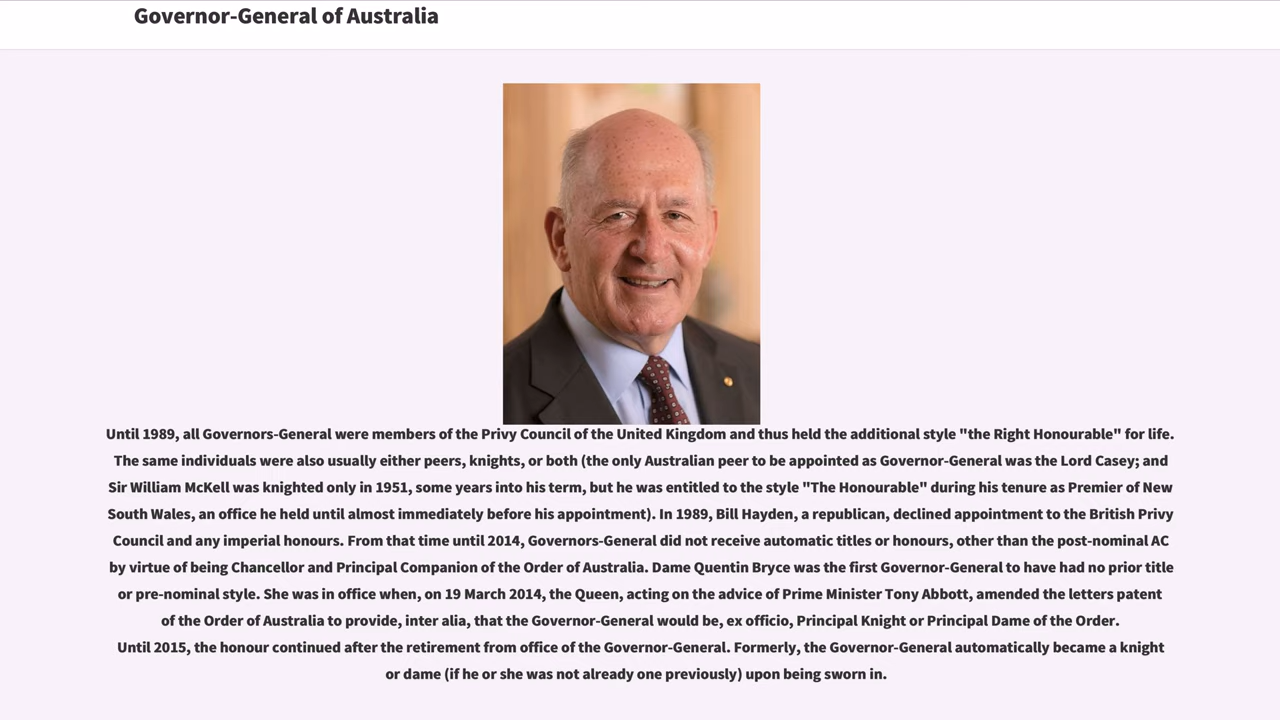 Governor-General of Australia
Until 1989, all Governors-General were members of the Privy Council of the United Kingdom and thus held the additional style "the Right Honourable" for life.
The same individuals were also usually either peers, knights, or both (the only Australian peer to be appointed as Governor-General was the Lord Casey; and
Sir William McKell was knighted only in 1951, some years into his term, but he was entitled to the style "The Honourable" during his tenure as Premier of New
South Wales, an office he held until almost immediately before his appointment). In 1989, Bill Hayden, a republican, declined appointment to the British Privy
Council and any imperial honours. From that time until 2014, Governors-General did not receive automatic titles or honours, other than the post-nominal AC
by virtue of being Chancellor and Principal Companion of the Order of Australia. Dame Quentin Bryce was the first Governor-General to have had no prior title
or pre-nominal style. She was in office when, on 19 March 2014, the Queen, acting on the advice of Prime Minister Tony Abbott, amended the letters patent
of the Order of Australia to provide, inter alia, that the Governor-General would be, ex officio, Principal Knight or Principal Dame of the Order.
Until 2015, the honour continued after the retirement from office of the Governor-General. Formerly, the Governor-General automatically became a knight
or dame (if he or she was not already one previously) upon being sworn in.